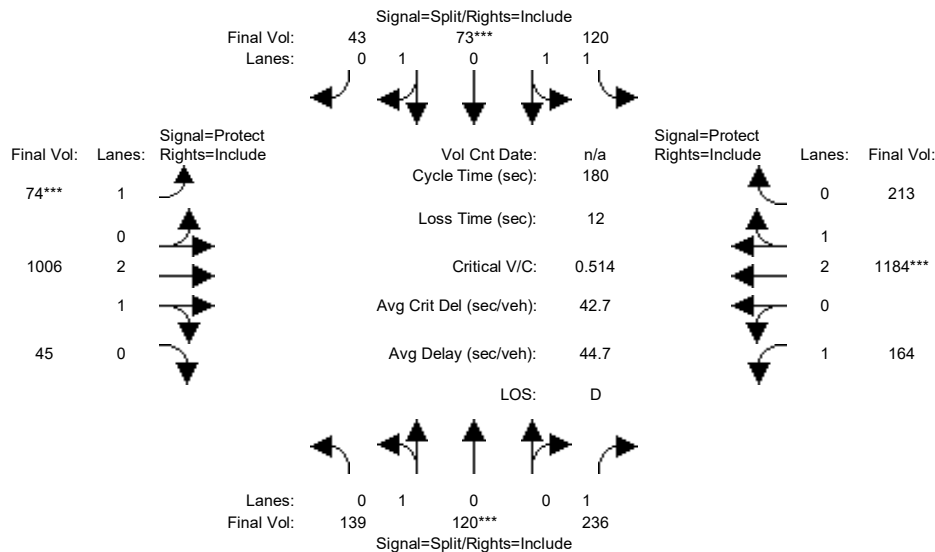 Signal=Split/Rights=Include
Final Vol: 43 73*** 120
Lanes: 0 1 0 1 1
Signal=Protect
Final Vol: Lanes: Rights=Include
Vol Cnt Date: n/a
Signal=Protect
Rights=Include Lanes: Final Vol:
Cycle Time (sec): 180
74*** 1
0 213
Loss Time (sec): 12
0
1
1006 2
Critical V/C: 0.514
2 1184***
1
Avg Crit Del (sec/veh): 42.7
0
45 0
Avg Delay (sec/veh): 44.7
1 164
LOS: D
Lanes: 0 1 0 0 1
Final Vol: 139 120*** 236
Signal=Split/Rights=Include